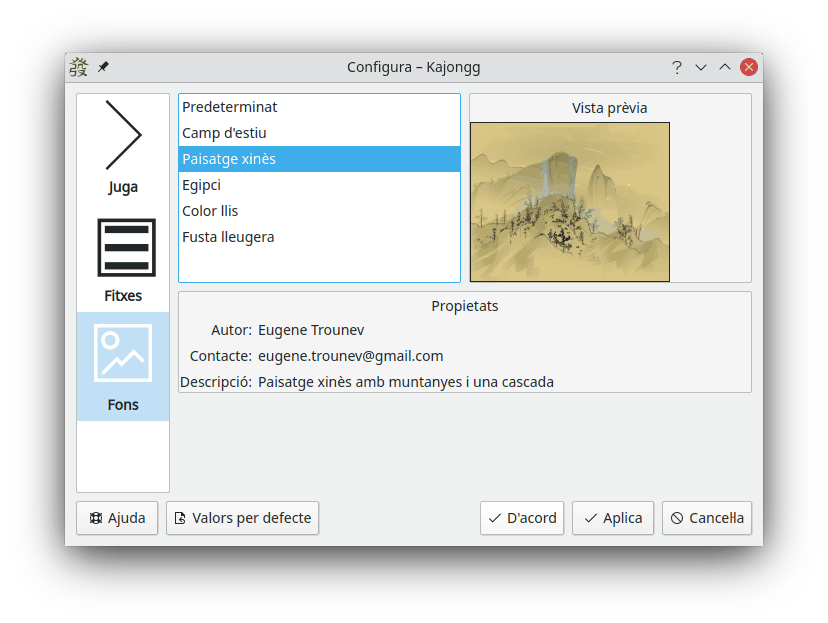 發
Configura – Kajongg
?
Juga
Fitxes
Fons
Predeterminat
Camp d'estiu
Paisatge xinès
Egipci
Color llis
Fusta lleugera
Vista prèvia
Propietats
Autor: Eugene Trounev
Contacte: eugene.trounev@gmail.com
Descripció: Paisatge xinès amb muntanyes i una cascada
Ajuda
Valors per defecte
D'acord
Aplica
Cancel·la